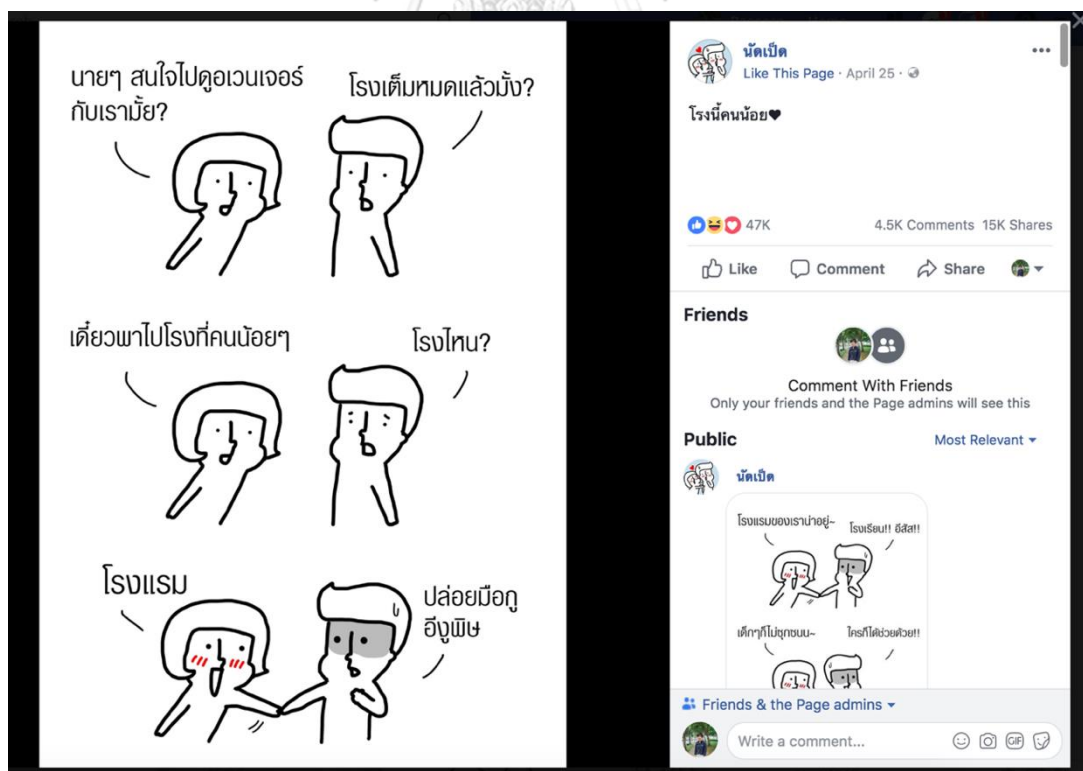 นายๆ สนใจไปดูอเวนเจอร์
กับเรามั้ย?
โรงเต็มหมดแล้วมั้ง?
เดี๋ยวพาไปโรงที่คนน้อยๆ
โรงไหน?
โรงแรม
ปล่อยมือกู
อีงูพิษ
นัดเป็ด
Like This Page · April 25 ·
โรงนี้คนน้อย♥
47K
4.5K Comments 15K Shares
Like Comment Share
Friends
Comment With Friends
Only your friends and the Page admins will see this
Public
Most Relevant
นัดเป็ด
โรงแรมของเราน่าอยู่~
โรงเรียน!! อีสัส!!
เด็กๆก็ไม่ซุกซนน~
ใครก็ได้ช่วยด้วย!!
Friends & the Page admins
Write a comment...
GIF